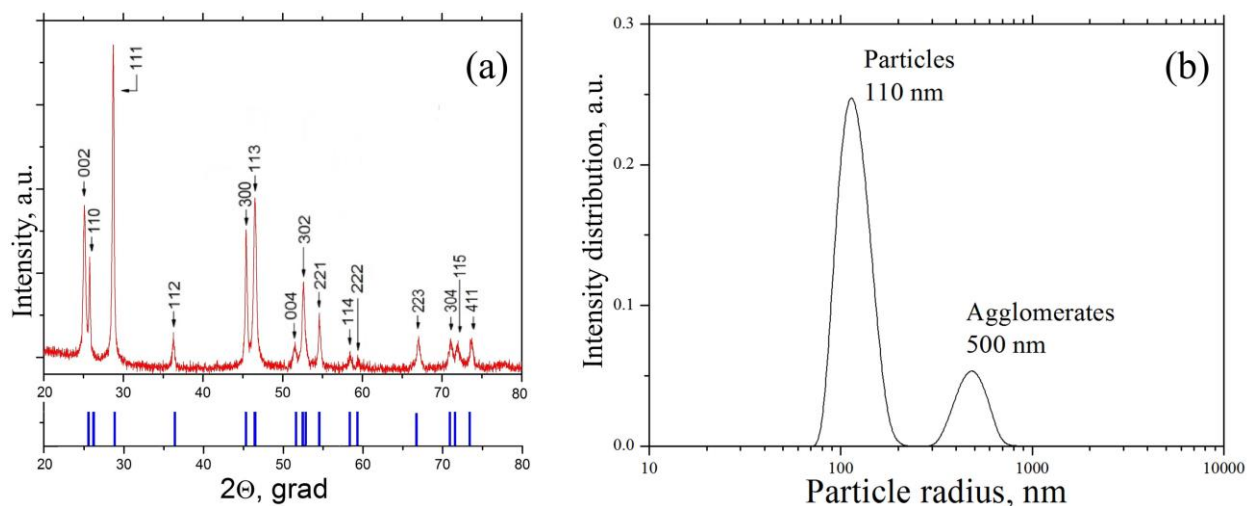 (a)
Intensity, a.u.
002
110
111
112
300
113
004
302
221
114
222
223
304
115
411
20 30 40 50 60 70 80
20 30 40 50 60 70 80
2Θ, grad
(b)
Intensity distribution, a.u.
0.3
0.2
0.1
0.0
Particles
110 nm
Agglomerates
500 nm
10 100 1000 10000
Particle radius, nm